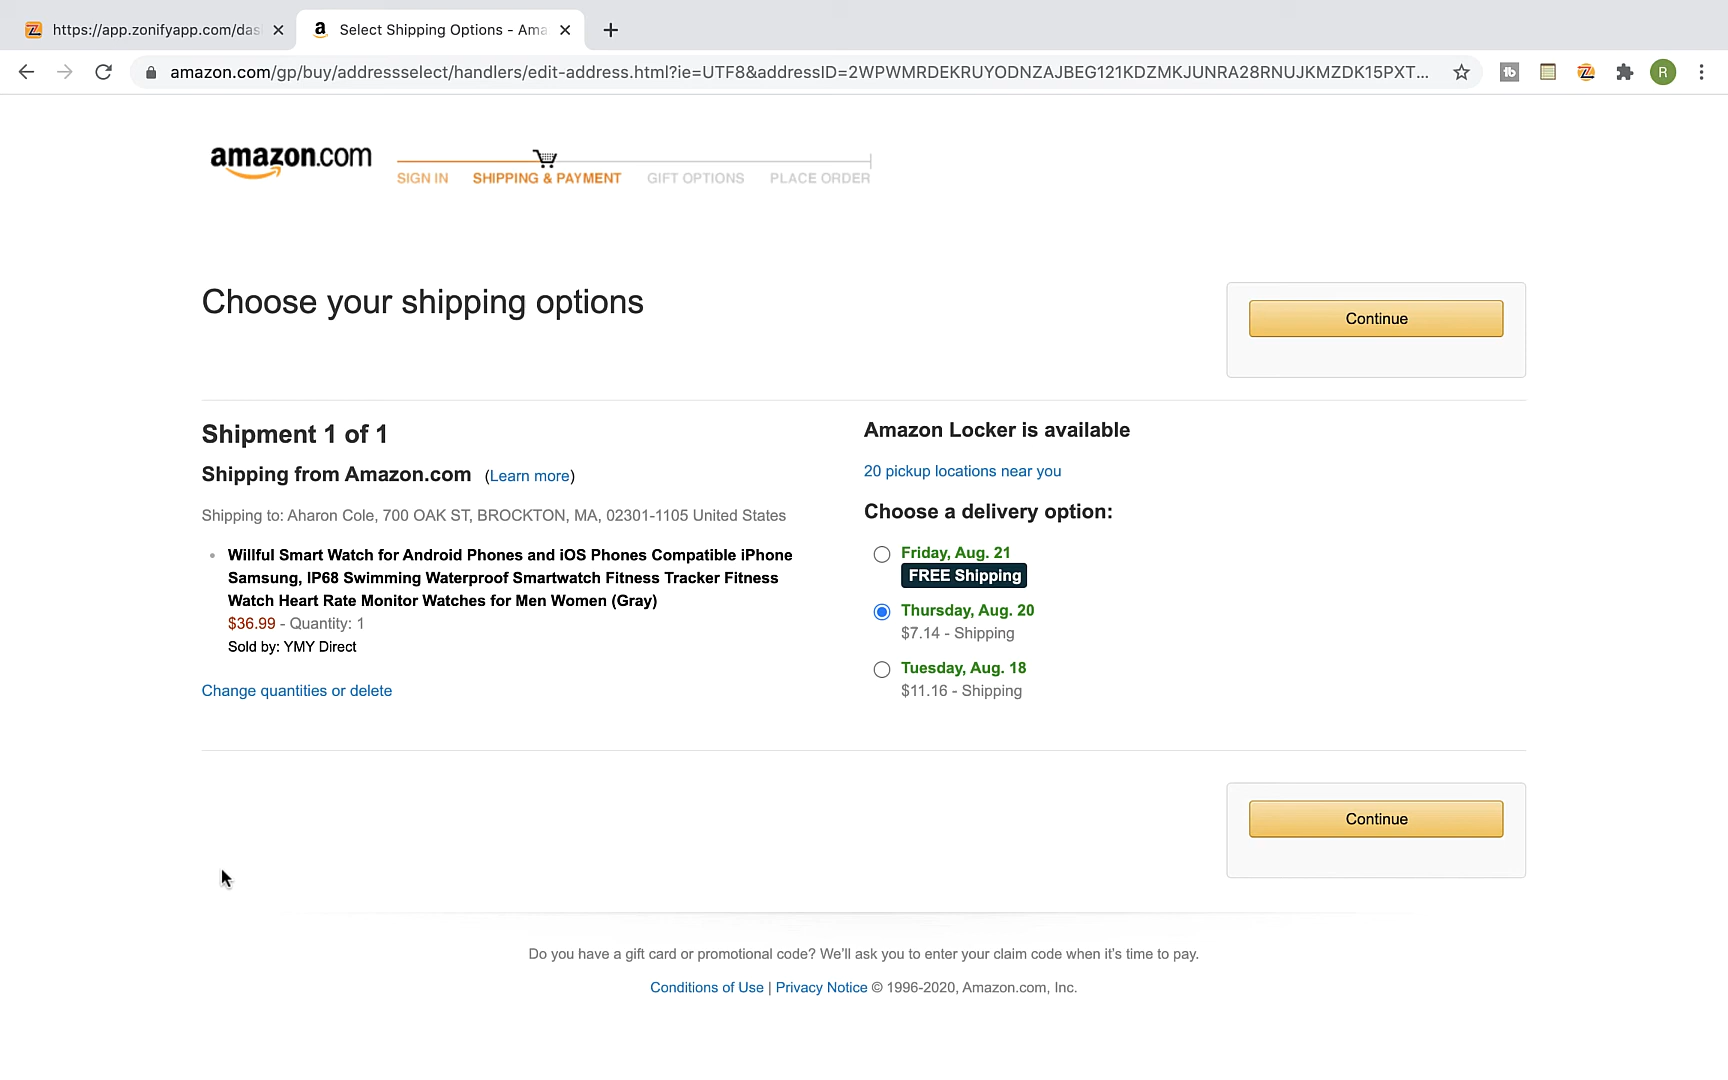 https://app.zonifyapp.com/das
Select Shipping Options - Ama
amazon.com/gp/buy/addressselect/handlers/edit-address.html?ie=UTF8&addressID=2WPWMRDEKRUYODNZAJBEG121KDZMKJUNRA28RNUJKMZDK15PXT...
R
amazon.com
SIGN IN SHIPPING & PAYMENT GIFT OPTIONS PLACE ORDER
Choose your shipping options
Continue
Shipment 1 of 1
Shipping from Amazon.com (Learn more)
Shipping to: Aharon Cole, 700 OAK ST, BROCKTON, MA, 02301-1105 United States
Willful Smart Watch for Android Phones and iOS Phones Compatible iPhone
Samsung, IP68 Swimming Waterproof Smartwatch Fitness Tracker Fitness
Watch Heart Rate Monitor Watches for Men Women (Gray)
$36.99 - Quantity: 1
Sold by: YMY Direct
Change quantities or delete
Amazon Locker is available
20 pickup locations near you
Choose a delivery option:
Friday, Aug. 21
FREE Shipping
Thursday, Aug. 20
$7.14 - Shipping
Tuesday, Aug. 18
$11.16 - Shipping
Continue
Do you have a gift card or promotional code? We'll ask you to enter your claim code when it's time to pay.
Conditions of Use | Privacy Notice © 1996-2020, Amazon.com, Inc.